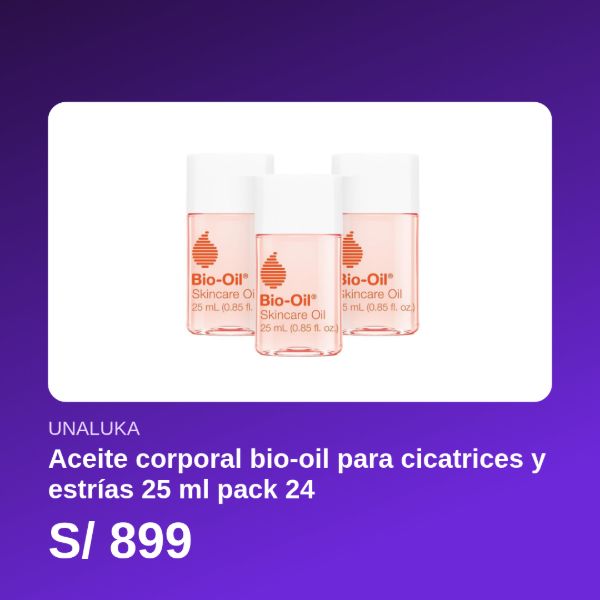 Bio-Oil®
Skincare Oi
25 mL (0.85 fl.
Bio-Oil®
Skincare Oil
25 mL (0.85 fl. oz.)
Bio-Oil®
Skincare Oil
5 mL (0.85 fl. oz.)
UNALUKA
Aceite corporal bio-oil para cicatrices y
estrías 25 ml pack 24
S/ 899